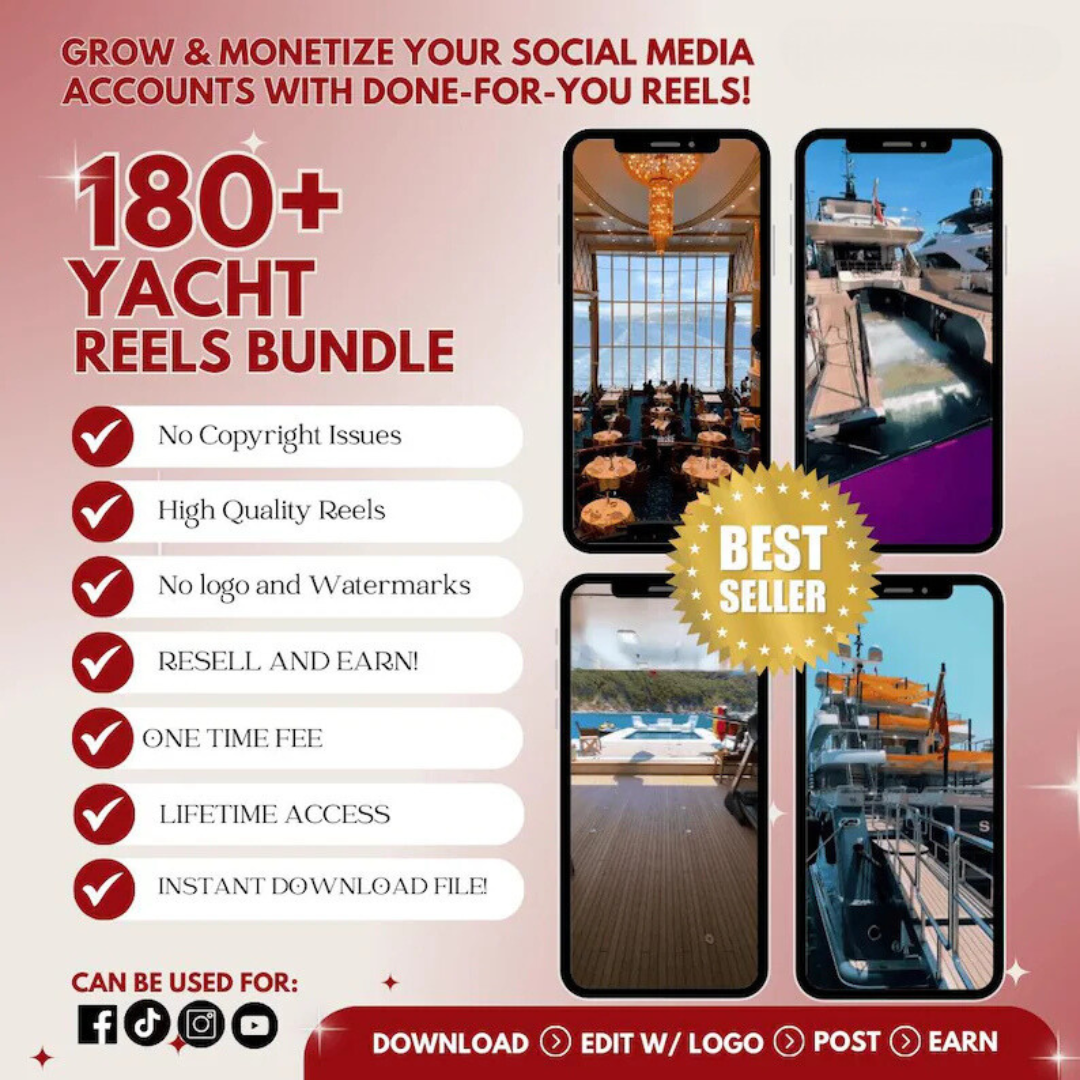 GROW & MONETIZE YOUR SOCIAL MEDIA
ACCOUNTS WITH DONE-FOR-YOU REELS!
180+
YACHT
REELS BUNDLE
No Copyright Issues
High Quality Reels
No logo and Watermarks
RESELL AND EARN!
ONE TIME FEE
LIFETIME ACCESS
INSTANT DOWNLOAD FILE!
BEST
SELLER
S
CAN BE USED FOR:
DOWNLOAD > EDIT W/ LOGO > POST > EARN